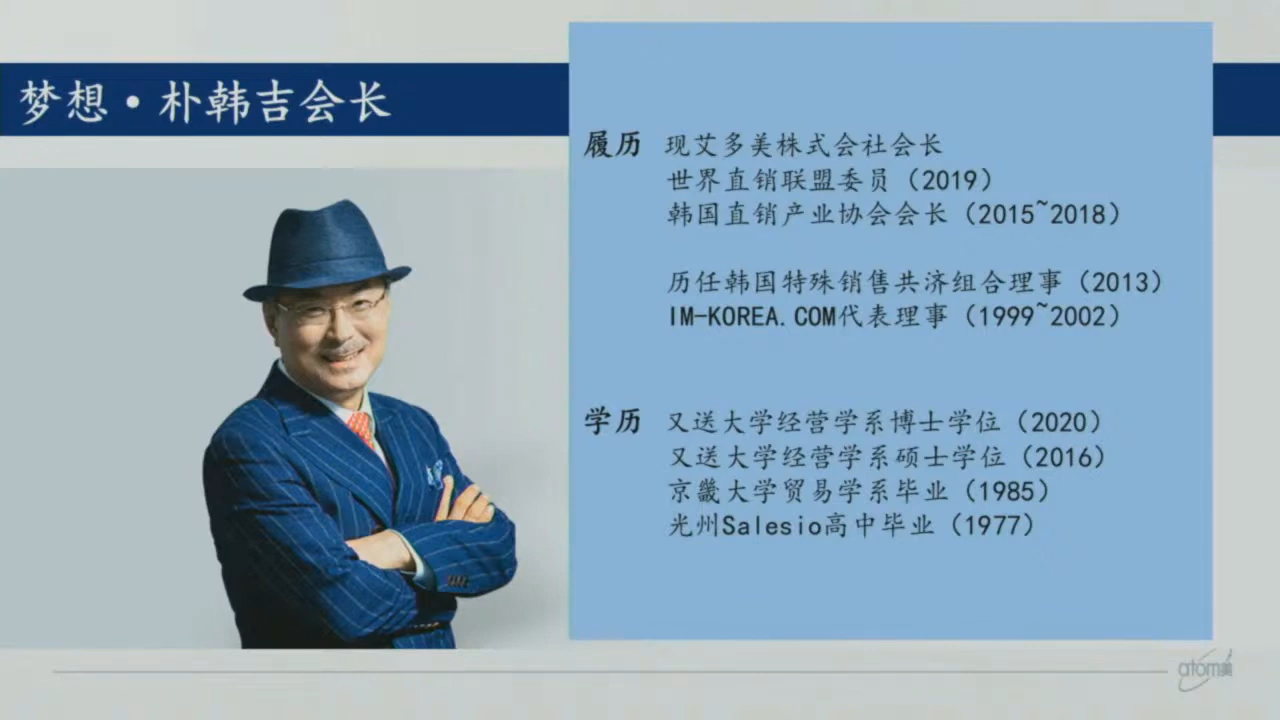 梦想·朴韩吉会长
履历 现艾多美株式会社会长
世界直销联盟委员（2019）
韩国直销产业协会会长（2015~2018）
历任韩国特殊销售共济组合理事（2013）
IM-KOREA.COM代表理事（1999~2002）
学历 又送大学经营学系博士学位（2020）
又送大学经营学系硕士学位（2016）
京畿大学贸易学系毕业（1985）
光州Salesio高中毕业（1977）
atom美